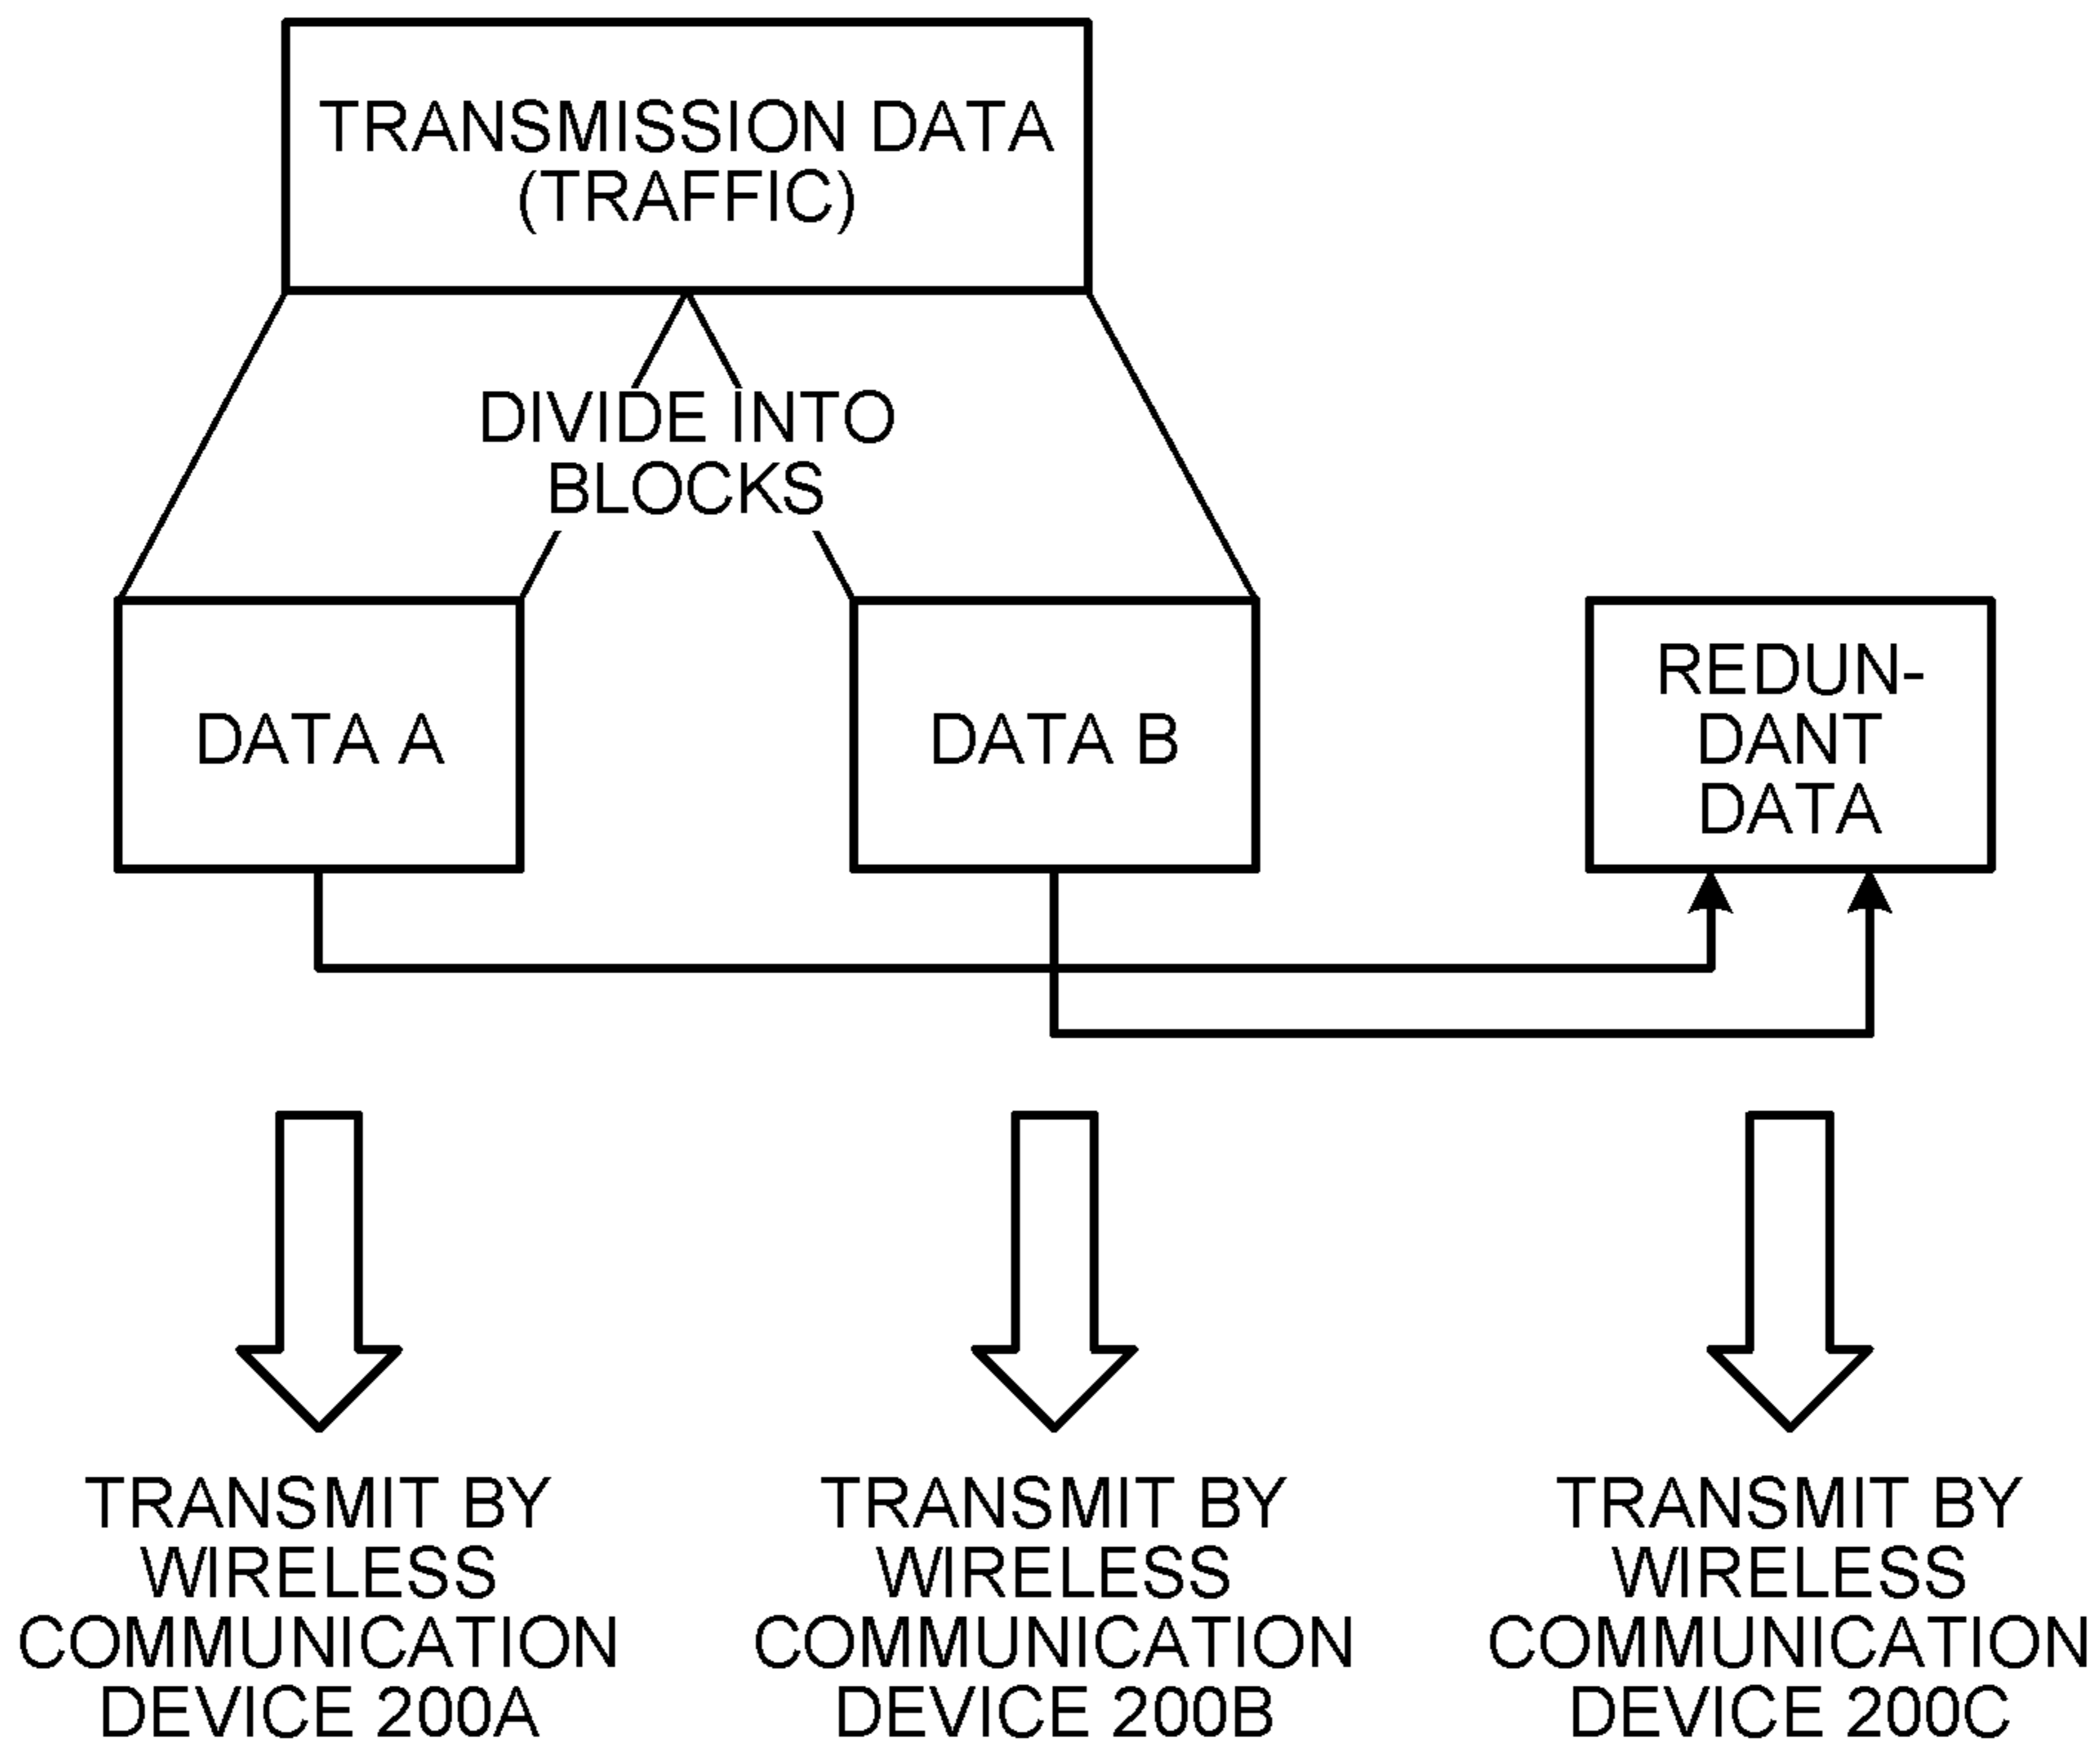 TRANSMISSION DATA
(TRAFFIC)
DIVIDE INTO
BLOCKS
DATA A
DATA B
REDUN-
DANT
DATA
TRANSMIT BY
WIRELESS
COMMUNICATION
DEVICE 200A
TRANSMIT BY
WIRELESS
COMMUNICATION
DEVICE 200B
TRANSMIT BY
WIRELESS
COMMUNICATION
DEVICE 200C